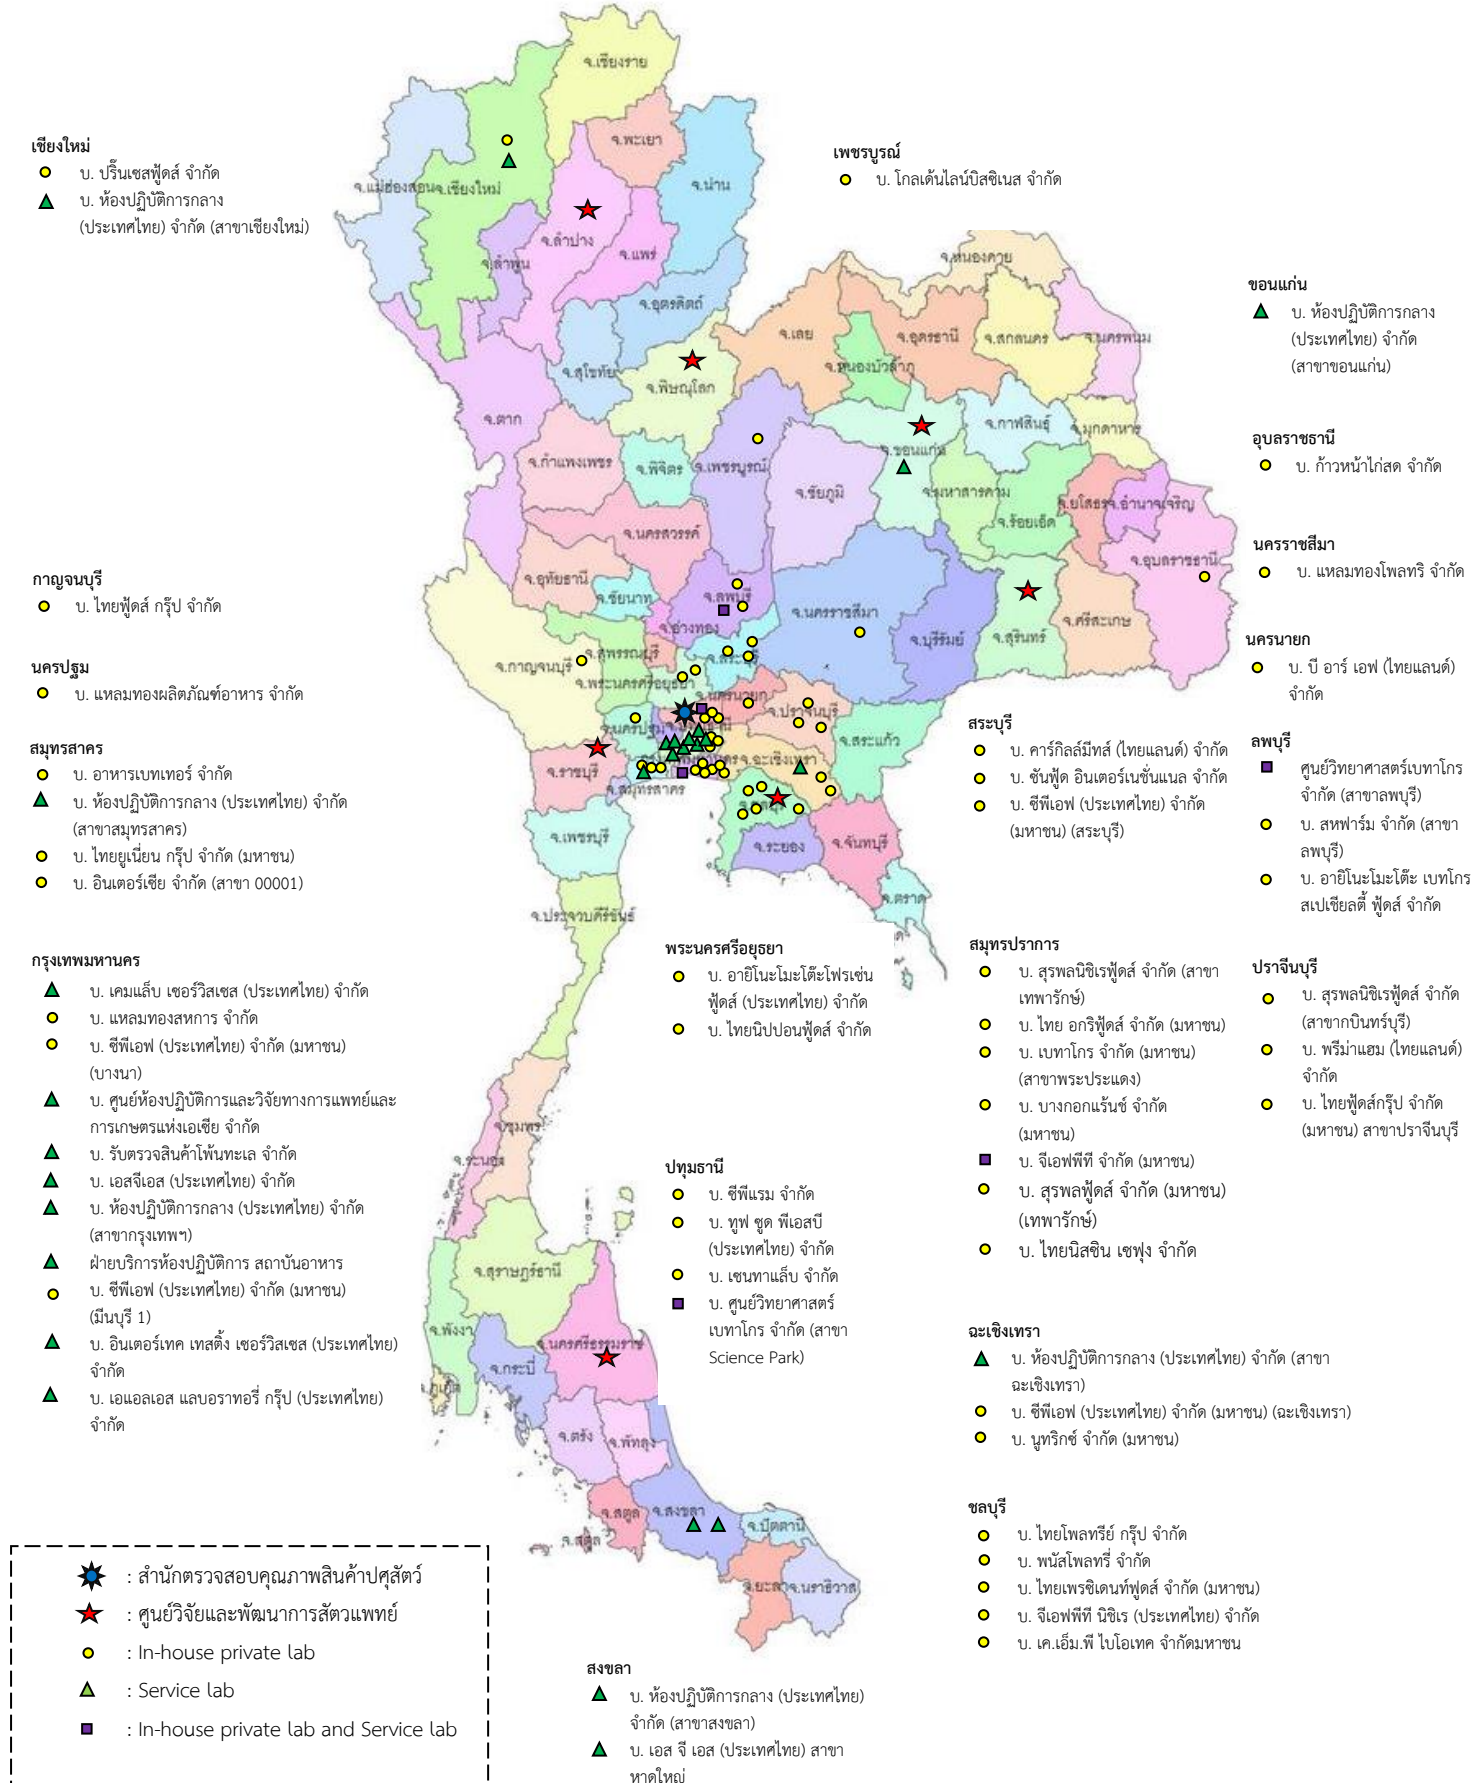 เชียงใหม่
บ. ปริ๊นเซสฟู้ดส์ จำกัด
บ. ห้องปฏิบัติการกลาง
(ประเทศไทย) จำกัด (สาขาเชียงใหม่)
เพชรบูรณ์
บ. โกลเด้นไลน์บิสซิเนส จำกัด
ขอนแก่น
บ. ห้องปฏิบัติการกลาง
(ประเทศไทย) จำกัด
(สาขาขอนแก่น)
อุบลราชธานี
บ. ก้าวหน้าไก่สด จำกัด
นครราชสีมา
บ. แหลมทองโพลทริ จำกัด
นครนายก
บ. บี อาร์ เอฟ (ไทยแลนด์)
จำกัด
กาญจนบุรี
บ. ไทยฟู้ดส์ กรุ๊ป จำกัด
นครปฐม
บ. แหลมทองผลิตภัณฑ์อาหาร จำกัด
สมุทรสาคร
บ. อาหารเบทเทอร์ จำกัด
บ. ห้องปฏิบัติการกลาง (ประเทศไทย) จำกัด
(สาขาสมุทรสาคร)
บ. ไทยยูเนี่ยน กรุ๊ป จำกัด (มหาชน)
บ. อินเตอร์เซีย จำกัด (สาขา 00001)
สระบุรี
บ. คาร์กิลล์มีทส์ (ไทยแลนด์) จำกัด
บ. ซันฟู้ด อินเตอร์เนชั่นแนล จำกัด
บ. ซีพีเอฟ (ประเทศไทย) จำกัด
(มหาชน) (สระบุรี)
ลพบุรี
ศูนย์วิทยาศาสตร์เบทาโกร
จำกัด (สาขาลพบุรี)
บ. สหฟาร์ม จำกัด (สาขา
ลพบุรี)
บ. อายิโนะโมะโต๊ะ เบทโกร
สเปเชียลตี้ ฟู้ดส์ จำกัด
กรุงเทพมหานคร
บ. เคมแล็บ เซอร์วิสเซส (ประเทศไทย) จำกัด
บ. แหลมทองสหการ จำกัด
บ. ซีพีเอฟ (ประเทศไทย) จำกัด (มหาชน)
(บางนา)
บ. ศูนย์ห้องปฏิบัติการและวิจัยทางการแพทย์และ
การเกษตรแห่งเอเซีย จำกัด
บ. รับตรวจสินค้าโพ้นทะเล จำกัด
บ. เอสจีเอส (ประเทศไทย) จำกัด
บ. ห้องปฏิบัติการกลาง (ประเทศไทย) จำกัด
(สาขากรุงเทพฯ)
ฝ่ายบริการห้องปฏิบัติการ สถาบันอาหาร
บ. ซีพีเอฟ (ประเทศไทย) จำกัด (มหาชน)
(มีนบุรี 1)
บ. อินเตอร์เทค เทสติ้ง เซอร์วิสเซส (ประเทศไทย)
จำกัด
บ. เอแอลเอส แลบอราทอรี่ กรุ๊ป (ประเทศไทย)
จำกัด
พระนครศรีอยุธยา
บ. อายิโนะโมะโต๊ะโฟรเซ่น
ฟู้ดส์ (ประเทศไทย) จำกัด
บ. ไทยนิปปอนฟู้ดส์ จำกัด
สมุทรปราการ
บ. สุรพลนิชิเรฟู้ดส์ จำกัด (สาขา
เทพารักษ์)
บ. ไทย อกริฟู้ดส์ จำกัด (มหาชน)
บ. เบทาโกร จำกัด (มหาชน)
(สาขาพระประแดง)
บ. บางกอกแร้นช์ จำกัด
(มหาชน)
บ. จีเอฟพีที จำกัด (มหาชน)
บ. สุรพลฟู้ดส์ จำกัด (มหาชน)
(เทพารักษ์)
บ. ไทยนิสซิน เซฟุง จำกัด
ปราจีนบุรี
บ. สุรพลนิชิเรฟู้ดส์ จำกัด
(สาขากบินทร์บุรี)
บ. พรีม่าแฮม (ไทยแลนด์)
จำกัด
บ. ไทยฟู้ดส์กรุ๊ป จำกัด
(มหาชน) สาขาปราจีนบุรี
ปทุมธานี
บ. ซีพีแรม จำกัด
บ. ทูฟ ซูด พีเอสบี
(ประเทศไทย) จำกัด
บ. เซนทาแล็บ จำกัด
บ. ศูนย์วิทยาศาสตร์
เบทาโกร จำกัด (สาขา
Science Park)
ฉะเชิงเทรา
บ. ห้องปฏิบัติการกลาง (ประเทศไทย) จำกัด (สาขา
ฉะเชิงเทรา)
บ. ซีพีเอฟ (ประเทศไทย) จำกัด (มหาชน) (ฉะเชิงเทรา)
บ. นูทริกซ์ จำกัด (มหาชน)
ชลบุรี
บ. ไทยโพลทรีย์ กรุ๊ป จำกัด
บ. พนัสโพลทรี่ จำกัด
บ. ไทยเพรซิเดนท์ฟูดส์ จำกัด (มหาชน)
บ. จีเอฟพีที นิชิเร (ประเทศไทย) จำกัด
บ. เค.เอ็ม.พี ไบโอเทค จำกัดมหาชน
สงขลา
บ. ห้องปฏิบัติการกลาง (ประเทศไทย)
จำกัด (สาขาสงขลา)
บ. เอส จี เอส (ประเทศไทย) สาขา
หาดใหญ่
: สำนักตรวจสอบคุณภาพสินค้าปศุสัตว์
: ศูนย์วิจัยและพัฒนาการสัตวแพทย์
: In-house private lab
: Service lab
: In-house private lab and Service lab
จ.เชียงราย
จ.พะเยา
จ.น่าน
จ.แม่ฮ่องสอน
จ.เชียงใหม่
จ.ลำปาง
จ.แพร่
จ.ลำพูน
จ.อุตรดิตถ์
จ.หนองคาย
จ.เลย
จ.อุดรธานี
จ.สกลนคร
จ.นครพนม
จ.หนองบัวลำภู
จ.สุโขทัย
จ.พิษณุโลก
จ.ตาก
จ.กำแพงเพชร
จ.พิจิตร
จ.เพชรบูรณ์
จ.ขอนแก่น
จ.กาฬสินธุ์
จ.มุกดาหาร
จ.ชัยภูมิ
จ.มหาสารคาม
จ.ร้อยเอ็ด
จ.ยโสธร
จ.อำนาจเจริญ
จ.นครสวรรค์
จ.อุบลราชธานี
จ.อุทัยธานี
จ.ชัยนาท
จ.ลพบุรี
จ.นครราชสีมา
จ.บุรีรัมย์
จ.สุรินทร์
จ.ศรีสะเกษ
จ.อ่างทอง
จ.สุพรรณบุรี
จ.สระบุรี
จ.กาญจนบุรี
จ.พระนครศรีอยุธยา
จ.นครนายก
จ.ปราจีนบุรี
จ.นครปฐม
จ.สระแก้ว
จ.ราชบุรี
จ.ฉะเชิงเทรา
จ.สมุทรสาคร
จ.ชลบุรี
จ.เพชรบุรี
จ.ระยอง
จ.จันทบุรี
จ.ตราด
จ.ประจวบคีรีขันธ์
จ.ชุมพร
จ.ระนอง
จ.สุราษฎร์ธานี
จ.พังงา
จ.นครศรีธรรมราช
จ.กระบี่
จ.ภูเก็ต
จ.ตรัง
จ.พัทลุง
จ.สตูล
จ.สงขลา
จ.ปัตตานี
จ.สตูล
จ.ยะลา
จ.นราธิวาส